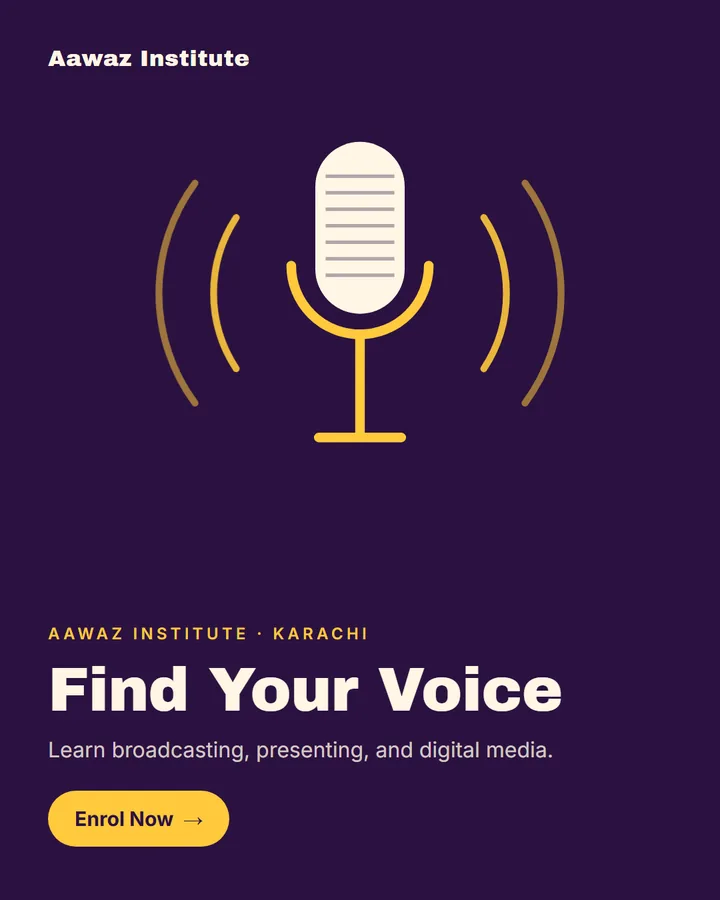 Aawaz Institute
AAWAZ INSTITUTE · KARACHI
Find Your Voice
Learn broadcasting, presenting, and digital media.
Enrol Now →